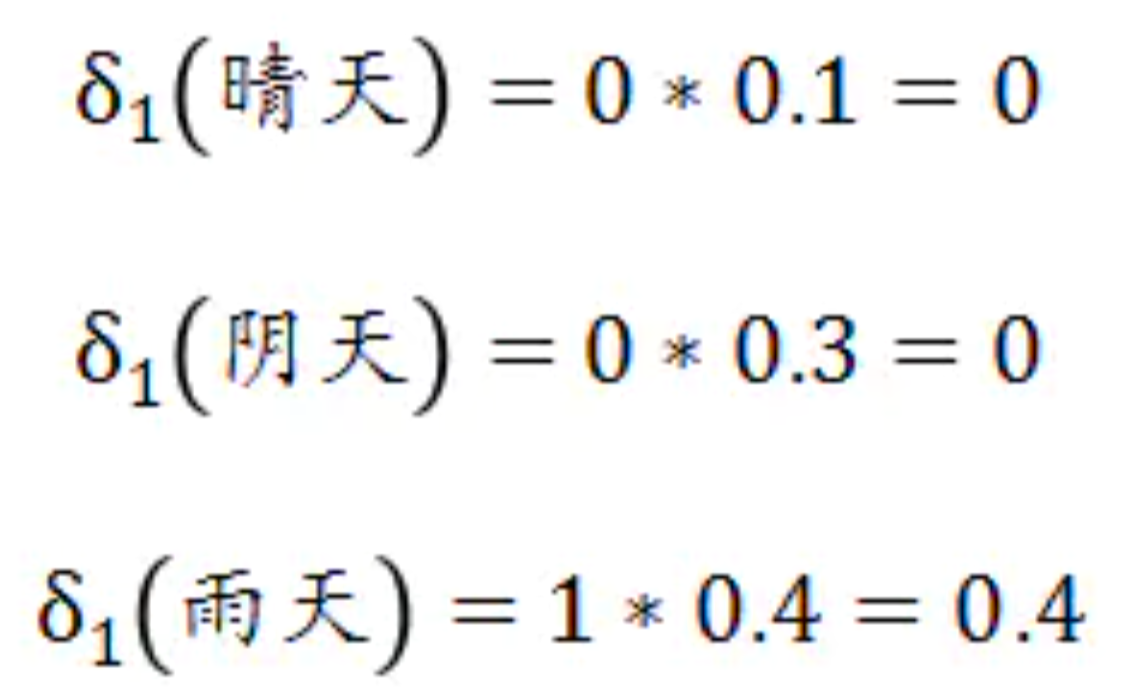 δ₁(晴天) = 0 * 0.1 = 0
δ₁(阴天) = 0 * 0.3 = 0
δ₁(雨天) = 1 * 0.4 = 0.4